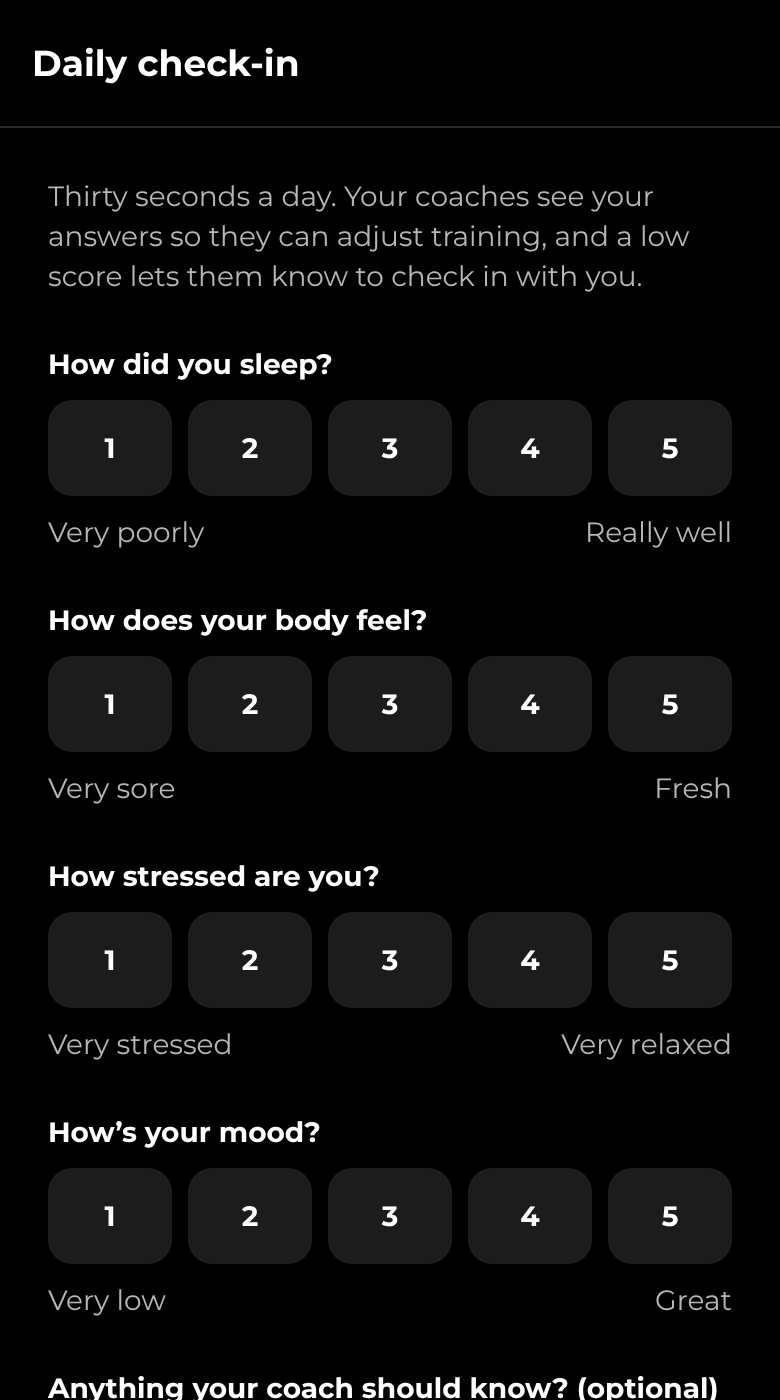 Daily check-in
Thirty seconds a day. Your coaches see your
answers so they can adjust training, and a low
score lets them know to check in with you.
How did you sleep?
1 2 3 4 5
Very poorly Really well
How does your body feel?
1 2 3 4 5
Very sore Fresh
How stressed are you?
1 2 3 4 5
Very stressed Very relaxed
How’s your mood?
1 2 3 4 5
Very low Great
Anything your coach should know? (optional)